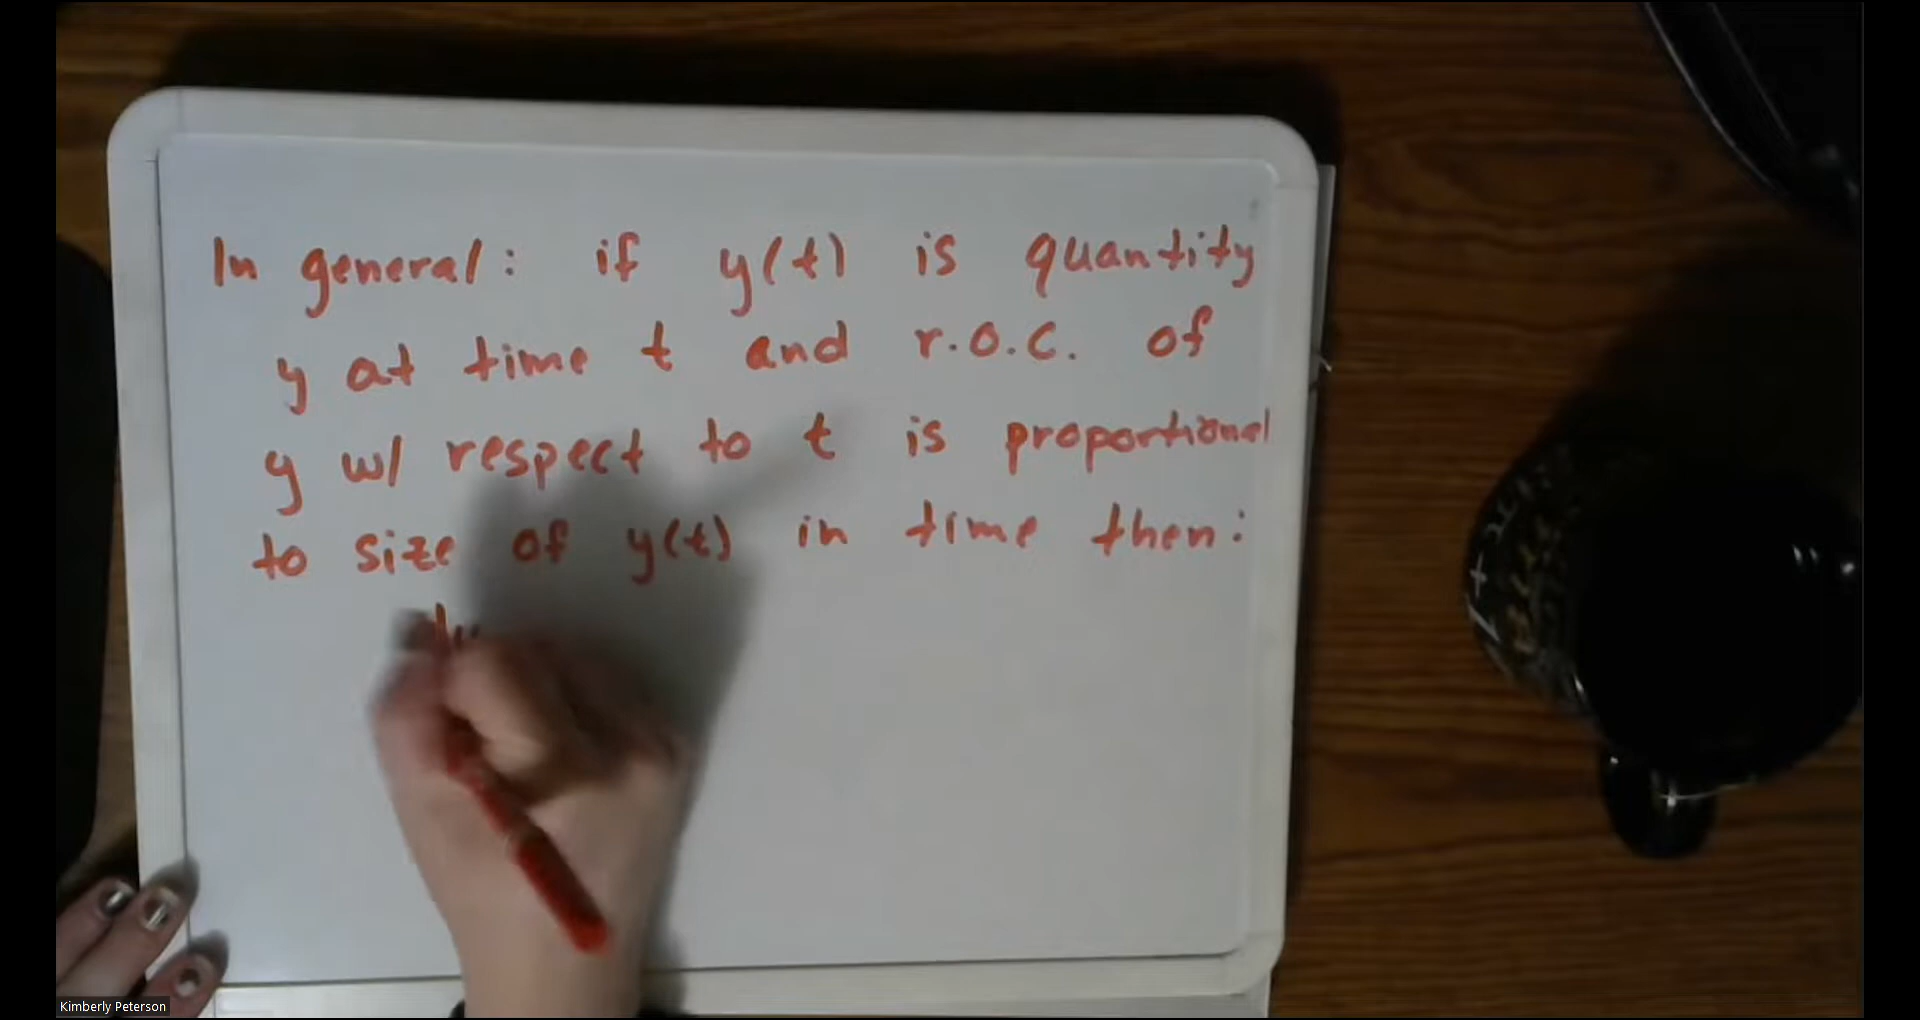 In general: if y(t) is quantity
y at time t and r.o.c. of
y w/ respect to t is proportional
to size of y(t) in time then:
Kimberly Peterson